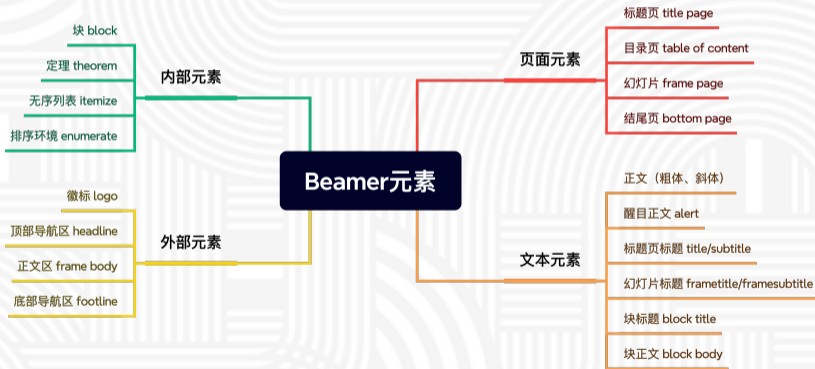 Beamer元素
内部元素
块 block
定理 theorem
无序列表 itemize
排序环境 enumerate
外部元素
徽标 logo
顶部导航区 headline
正文区 frame body
底部导航区 footline
页面元素
标题页 title page
目录页 table of content
幻灯片 frame page
结尾页 bottom page
文本元素
正文（粗体、斜体）
醒目正文 alert
标题页标题 title/subtitle
幻灯片标题 frametitle/framesubtitle
块标题 block title
块正文 block body